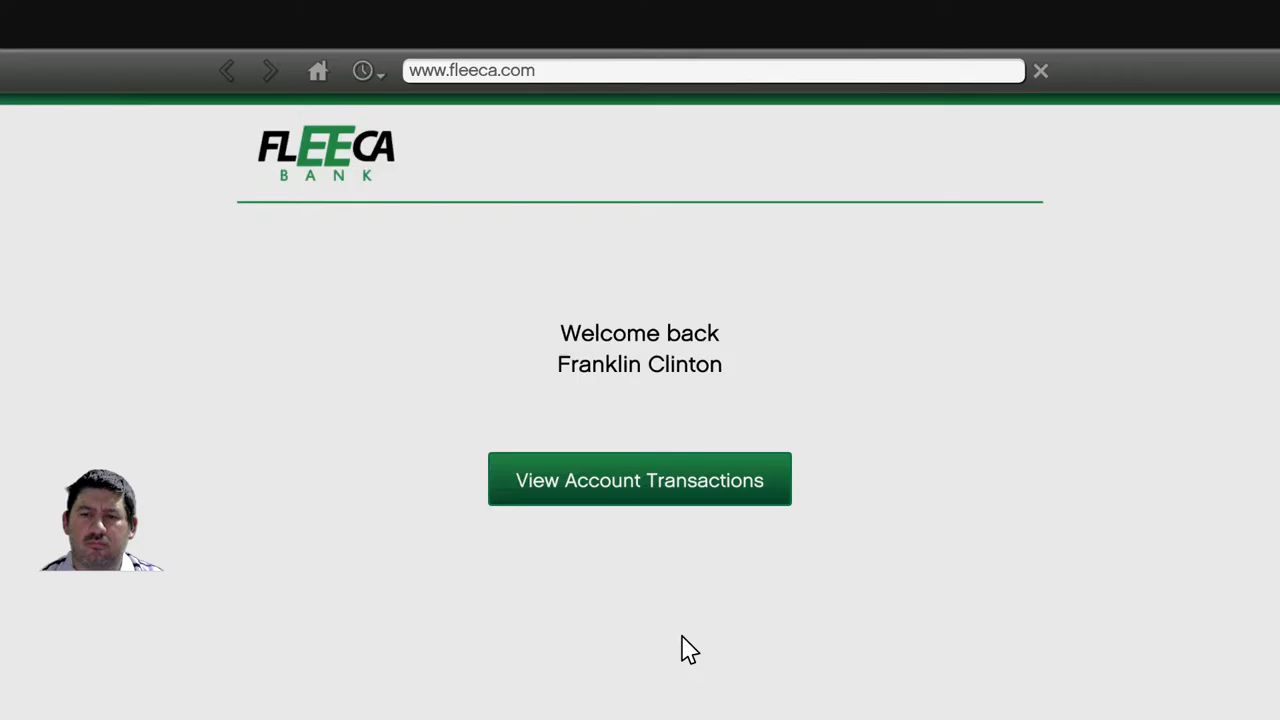 www.fleeca.com
FLEECA
BANK
Welcome back
Franklin Clinton
View Account Transactions